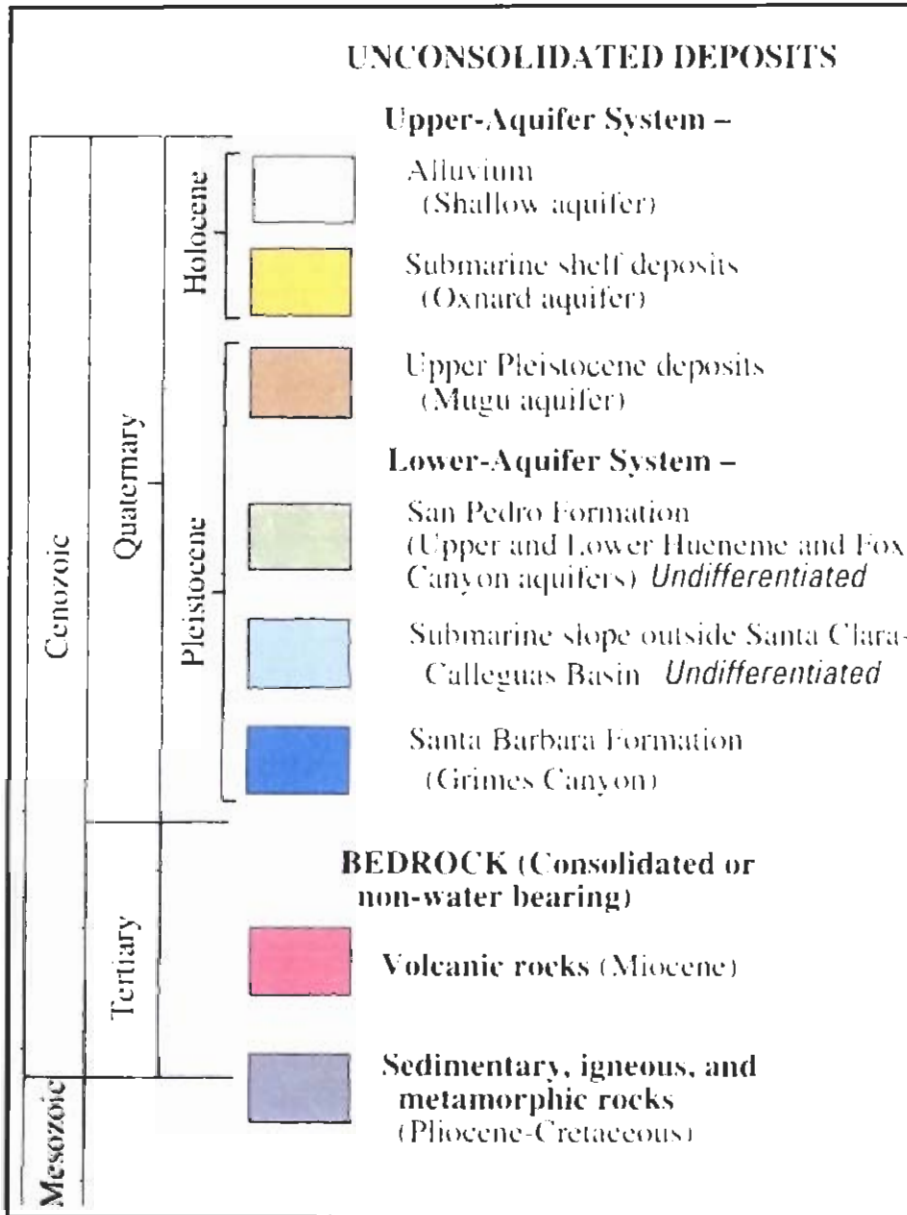 UNCONSOLIDATED DEPOSITS
Upper-Aquifer System –
Alluvium
(Shallow aquifer)
Submarine shelf deposits
(Oxnard aquifer)
Upper Pleistocene deposits
(Mugu aquifer)
Lower-Aquifer System –
San Pedro Formation
(Upper and Lower Hueneme and Fox
Canyon aquifers) Undifferentiated
Submarine slope outside Santa Clara-
Calleguas Basin Undifferentiated
Santa Barbara Formation
(Grimes Canyon)
BEDROCK (Consolidated or
non-water bearing)
Volcanic rocks (Miocene)
Sedimentary, igneous, and
metamorphic rocks
(Pliocene-Cretaceous)
Cenozoic
Mesozoic
Quaternary
Tertiary
Holocene
Pleistocene